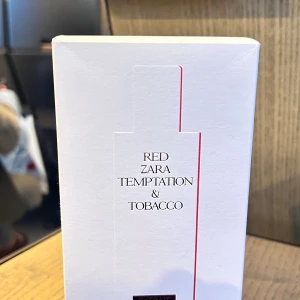 RED
ZARA
TEMPTATION
&
TOBACCO